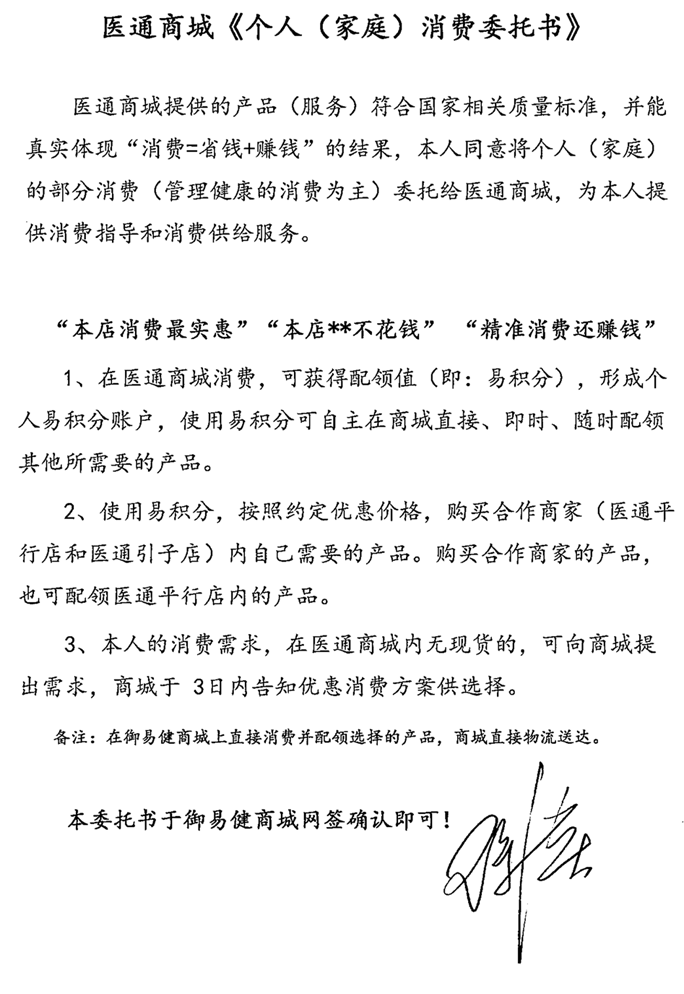 医通商城《个人（家庭）消费委托书》
医通商城提供的产品（服务）符合国家相关质量标准，并能
真实体现“消费=省钱+赚钱”的结果，本人同意将个人（家庭）
的部分消费（管理健康的消费为主）委托给医通商城，为本人提
供消费指导和消费供给服务。
“本店消费最实惠”“本店**不花钱” “精准消费还赚钱”
1、在医通商城消费，可获得配领值（即：易积分），形成个
人易积分账户，使用易积分可自主在商城直接、即时、随时配领
其他所需要的产品。
2、使用易积分，按照约定优惠价格，购买合作商家（医通平
行店和医通引子店）内自己需要的产品。购买合作商家的产品，
也可配领医通平行店内的产品。
3、本人的消费需求，在医通商城内无现货的，可向商城提
出需求，商城于 3日内告知优惠消费方案供选择。
备注：在御易健商城上直接消费并配领选择的产品，商城直接物流送达。
本委托书于御易健商城网签确认即可！